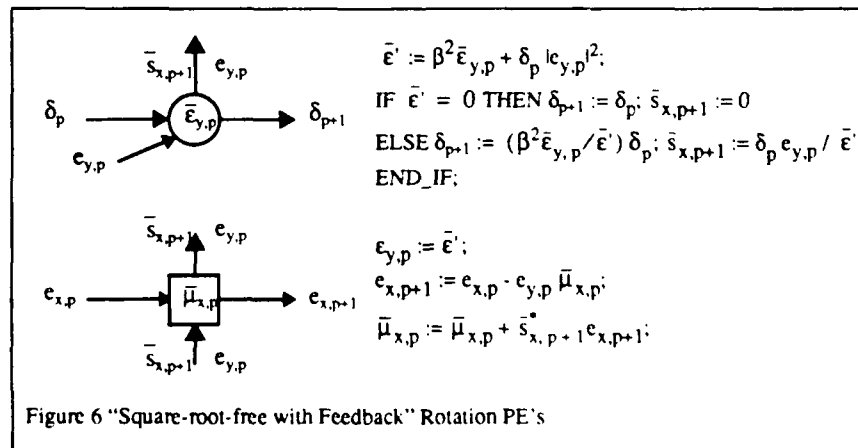 s̄x,p+1 ey,p
δp
ε̄y,p
δp+1
ey,p
ε̄' := β²ε̄y,p + δp |ey,p|²;
IF ε̄' = 0 THEN δp+1 := δp; s̄x,p+1 := 0
ELSE δp+1 := (β²ε̄y,p/ε̄') δp; s̄x,p+1 := δp ey,p / ε̄'
END_IF;
s̄x,p+1 ey,p
ex,p
μ̄x,p
ex,p+1
s̄x,p+1 ey,p
εy,p := ε̄';
ex,p+1 := ex,p - ey,p μ̄x,p;
μ̄x,p := μ̄x,p + s̄*x,p+1 ex,p+1;
Figure 6 "Square-root-free with Feedback" Rotation PE's